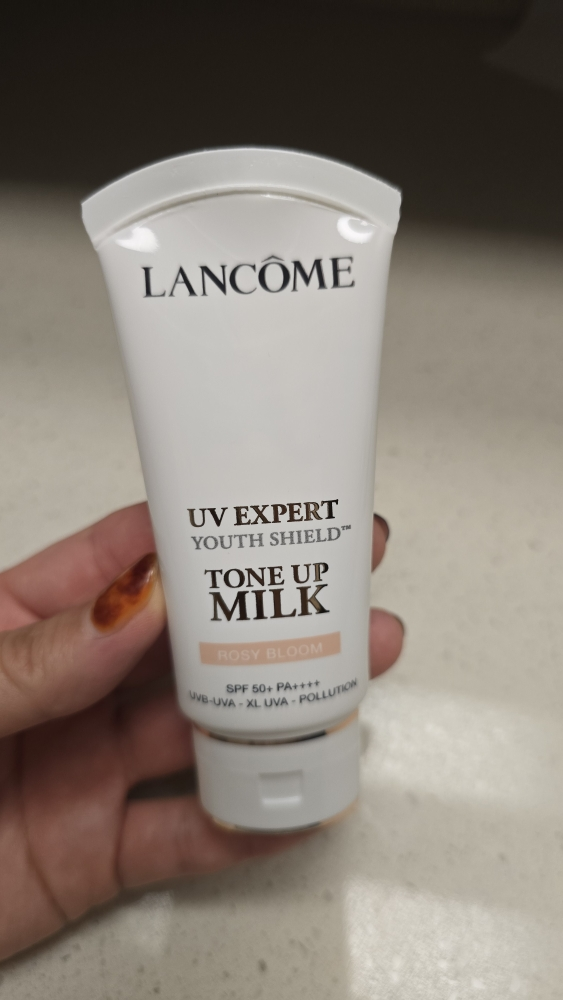 LANCÔME
UV EXPERT
YOUTH SHIELD™
TONE UP
MILK
ROSY BLOOM
SPF 50+ PA++++
UVB-UVA - XL UVA - POLLUTION